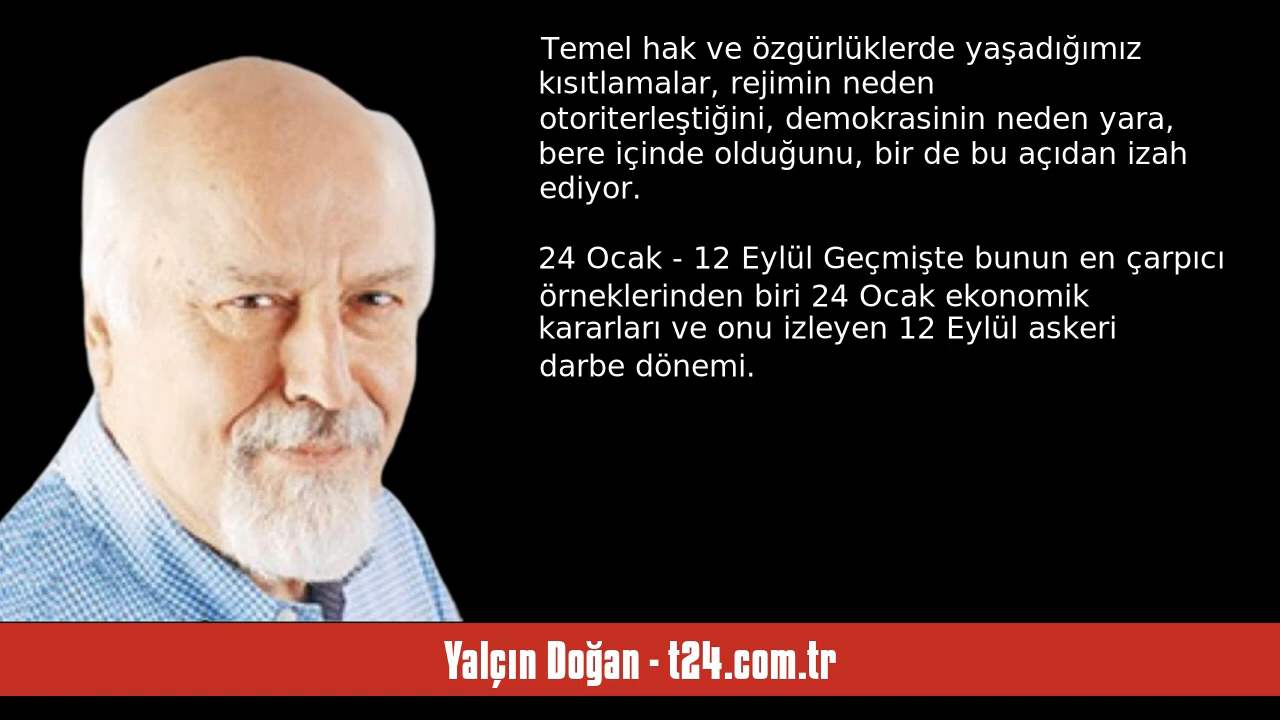 Temel hak ve özgürlüklerde yaşadığımız
kısıtlamalar, rejimin neden
otoriterleştiğini, demokrasinin neden yara,
bere içinde olduğunu, bir de bu açıdan izah
ediyor.
24 Ocak - 12 Eylül Geçmişte bunun en çarpıcı
örneklerinden biri 24 Ocak ekonomik
kararları ve onu izleyen 12 Eylül askeri
darbe dönemi.
Yalçın Doğan - t24.com.tr